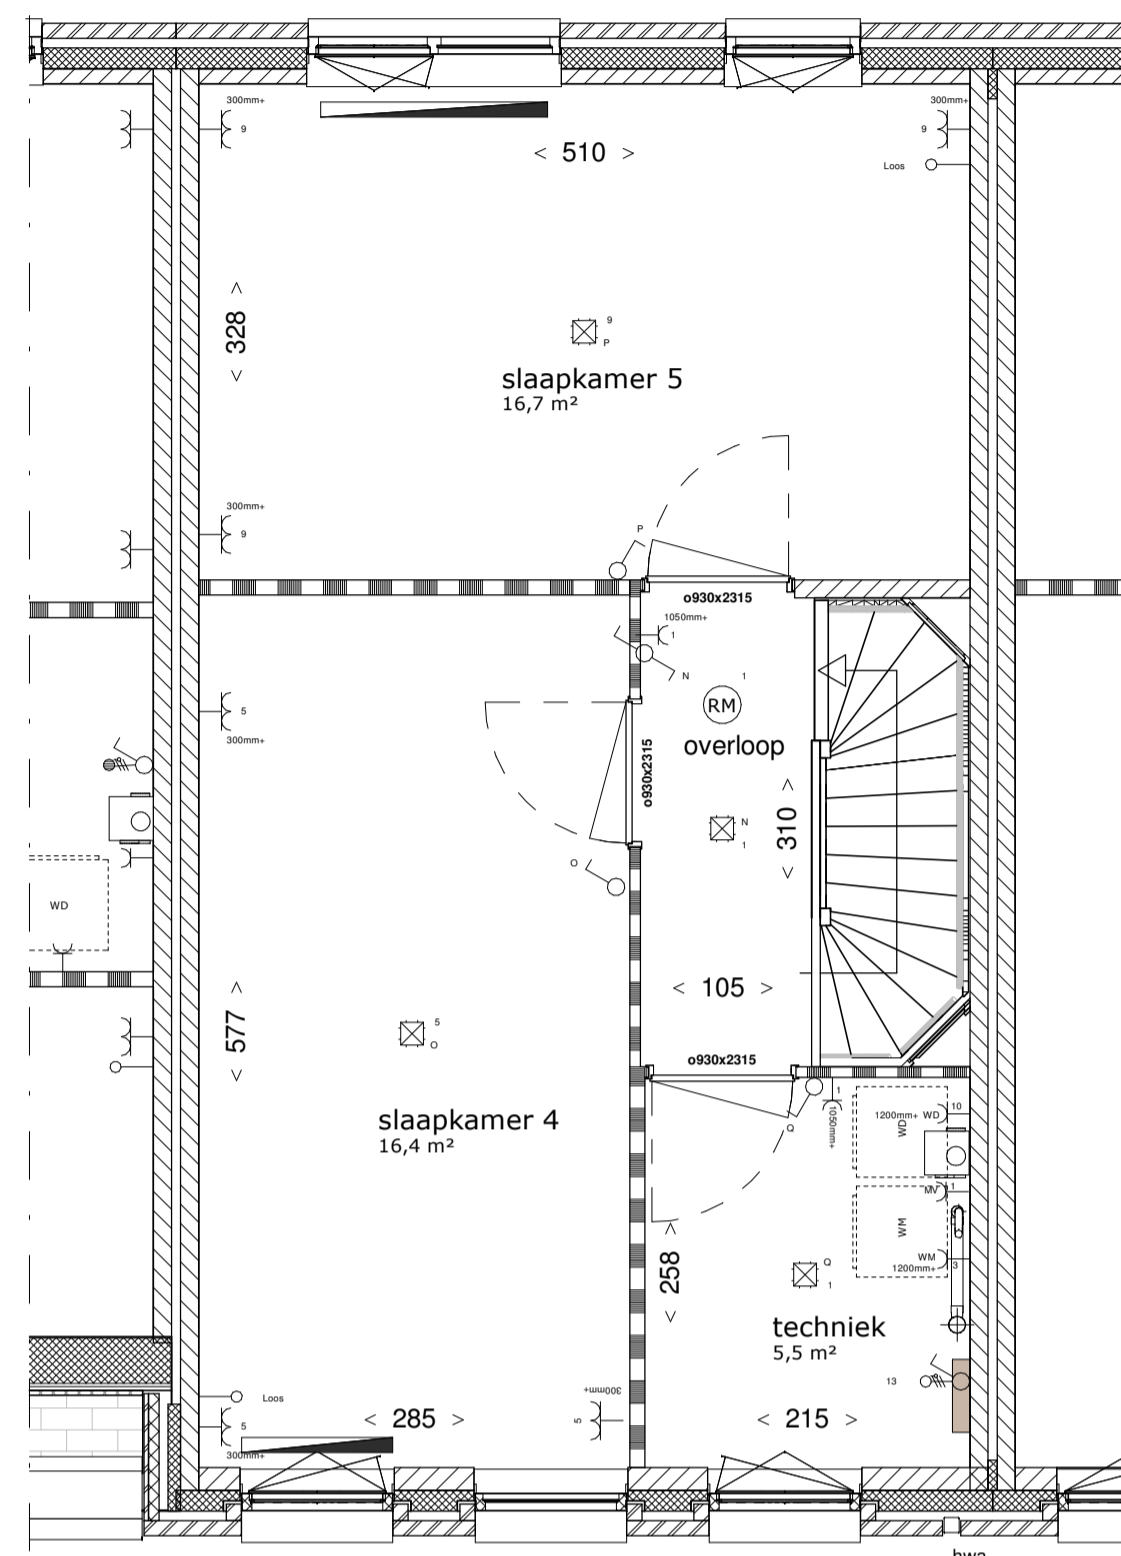 300mm+
9
< 510 >
300mm+
9
Loos
< 328 >
9
P
slaapkamer 5
16,7 m²
300mm+
9
P
o930x2315
1050mm+
1
N
1
RM
overloop
5
300mm+
o930x2315
< 310 >
N
1
O
WD
< 105 >
< 577 >
5
O
o930x2315
slaapkamer 4
16,4 m²
1
1050mm+
Q
1200mm+ WD
10
WD
MV
1
WM
WM
1200mm+
3
< 258 >
Q
1
techniek
5,5 m²
13
Loos
300mm+
5
5
300mm+
< 285 >
< 215 >
hwa